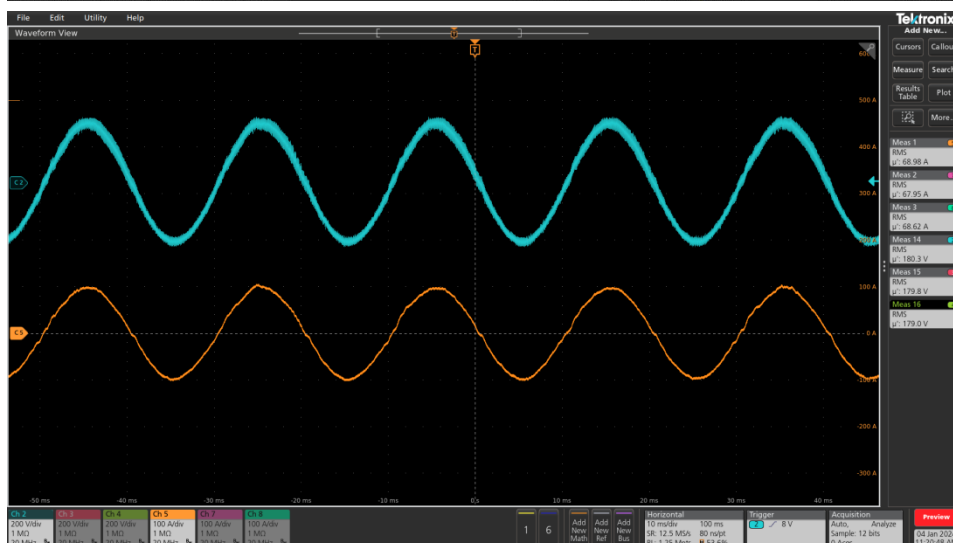 File Edit Utility Help
Tektronix
Waveform View
Add New...
Cursors Callou
Measure Search
Results Table Plot
More...
T
T
500 A
400 A
300 A
100 A
0 A
-100 A
-200 A
-300 A
C2
C5
-50 ms -40 ms -30 ms -20 ms -10 ms 0 s 10 ms 20 ms 30 ms 40 ms
Meas 1
RMS
µ': 68.98 A
Meas 2
RMS
µ': 67.95 A
Meas 3
RMS
µ': 68.62 A
Meas 14
RMS
µ': 180.3 V
Meas 15
RMS
µ': 179.8 V
Meas 16
RMS
µ': 179.0 V
Ch 2 Ch 3 Ch 4 Ch 5 Ch 7 Ch 8
200 V/div 200 V/div 200 V/div 100 A/div 100 A/div 100 A/div
1 MΩ 1 MΩ 1 MΩ 1 MΩ 1 MΩ 1 MΩ
1 6
Add New Math
Add New Ref
Add New Bus
Horizontal
10 ms/div 100 ms
SR: 12.5 MS/s 80 ns/pt
Trigger
2 8 V
Acquisition
Auto, Analyze
Sample: 12 bits
Preview
04 Jan 202